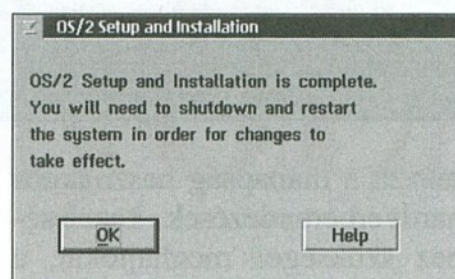 OS/2 Setup and Installation
OS/2 Setup and Installation is complete.
You will need to shutdown and restart
the system in order for changes to
take effect.
OK
Help